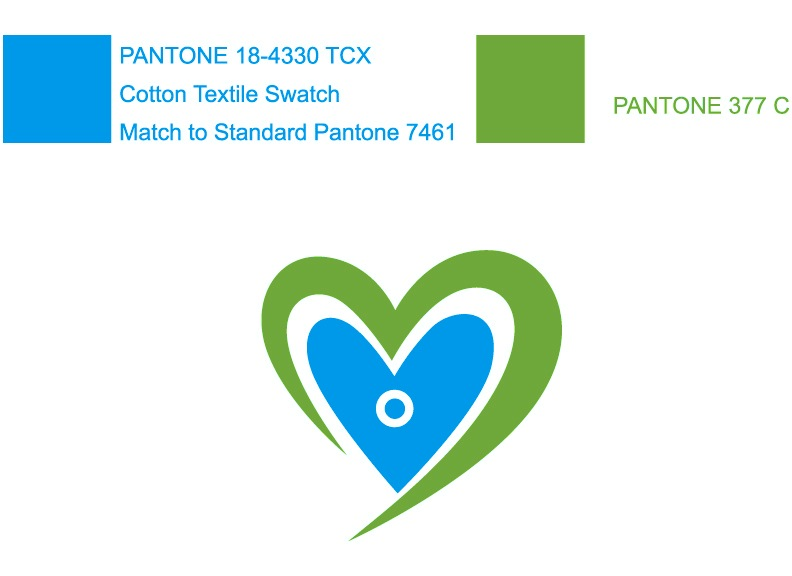 PANTONE 18-4330 TCX
Cotton Textile Swatch
Match to Standard Pantone 7461
PANTONE 377 C